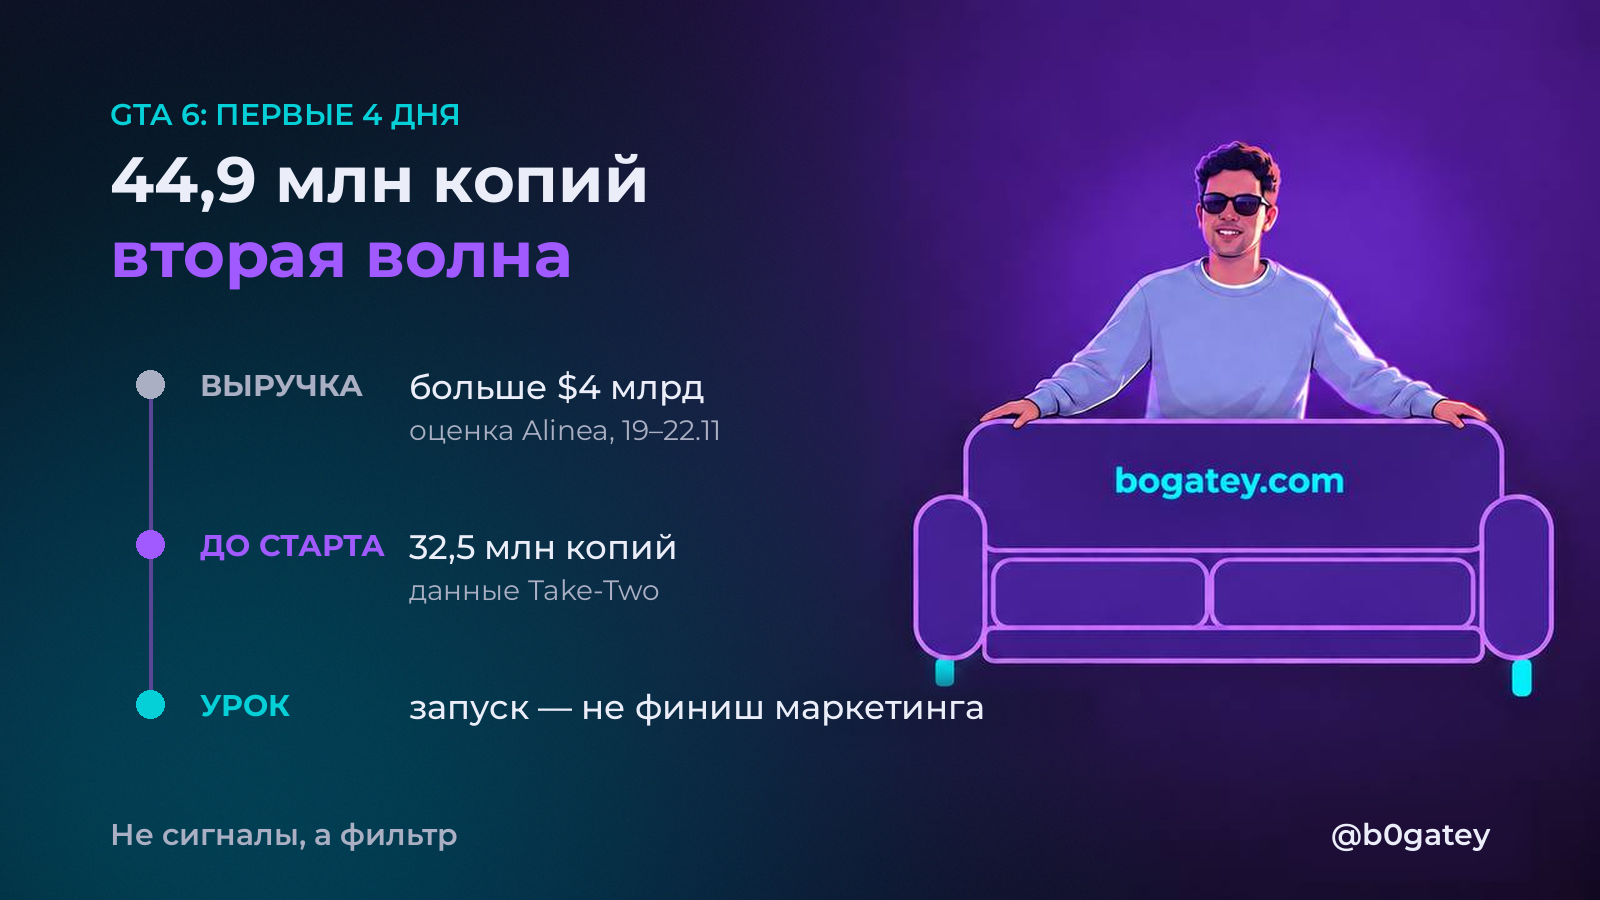 GTA 6: ПЕРВЫЕ 4 ДНЯ
44,9 млн копий
вторая волна
ВЫРУЧКА больше $4 млрд
оценка Alinea, 19–22.11
ДО СТАРТА 32,5 млн копий
данные Take-Two
УРОК запуск — не финиш маркетинга
bogatey.com
Не сигналы, а фильтр
@b0gatey